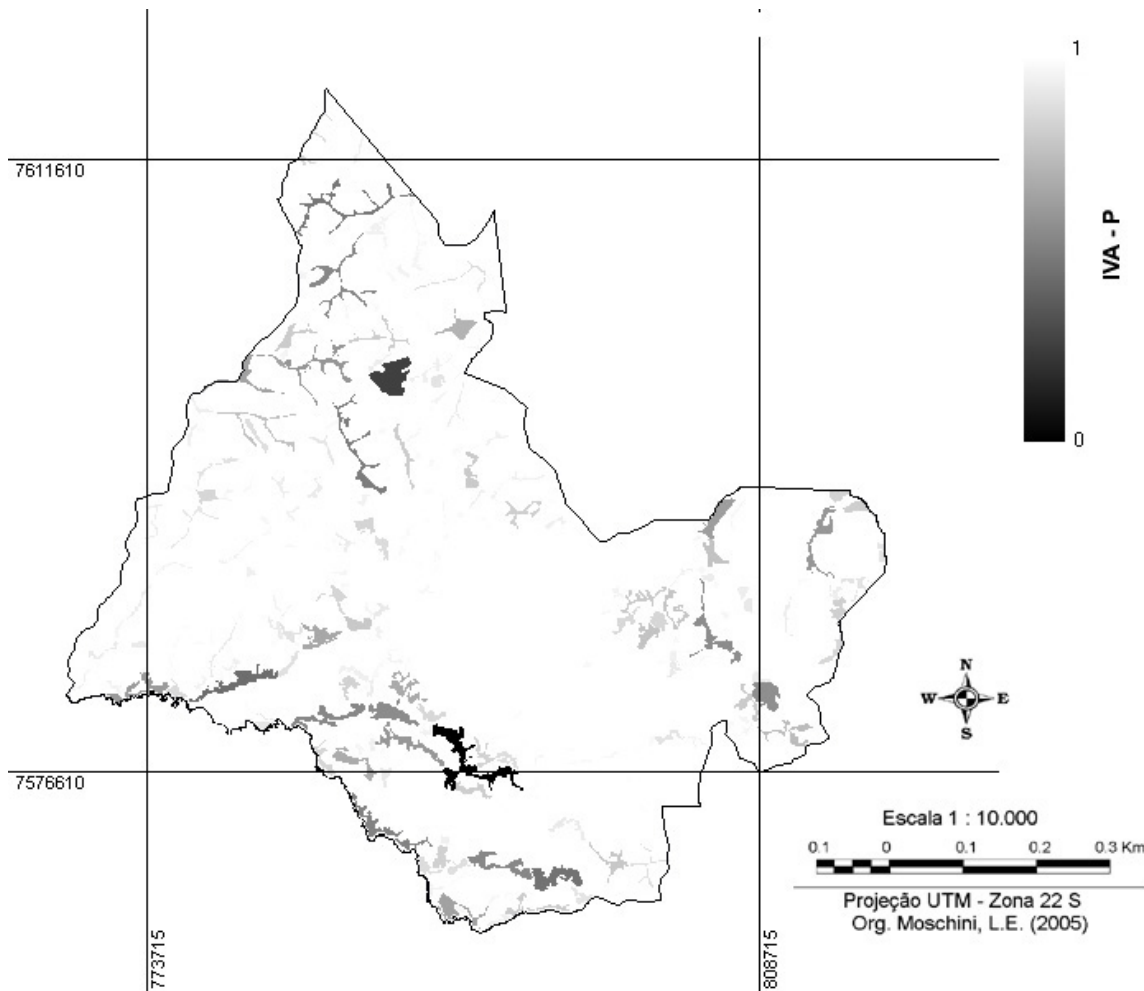 1
7611610
IVA - P
0
N
W E
S
7576610
Escala 1 : 10.000
0.1 0 0.1 0.2 0.3 Km
Projeção UTM - Zona 22 S
Org. Moschini, L.E. (2005)
773715
808715